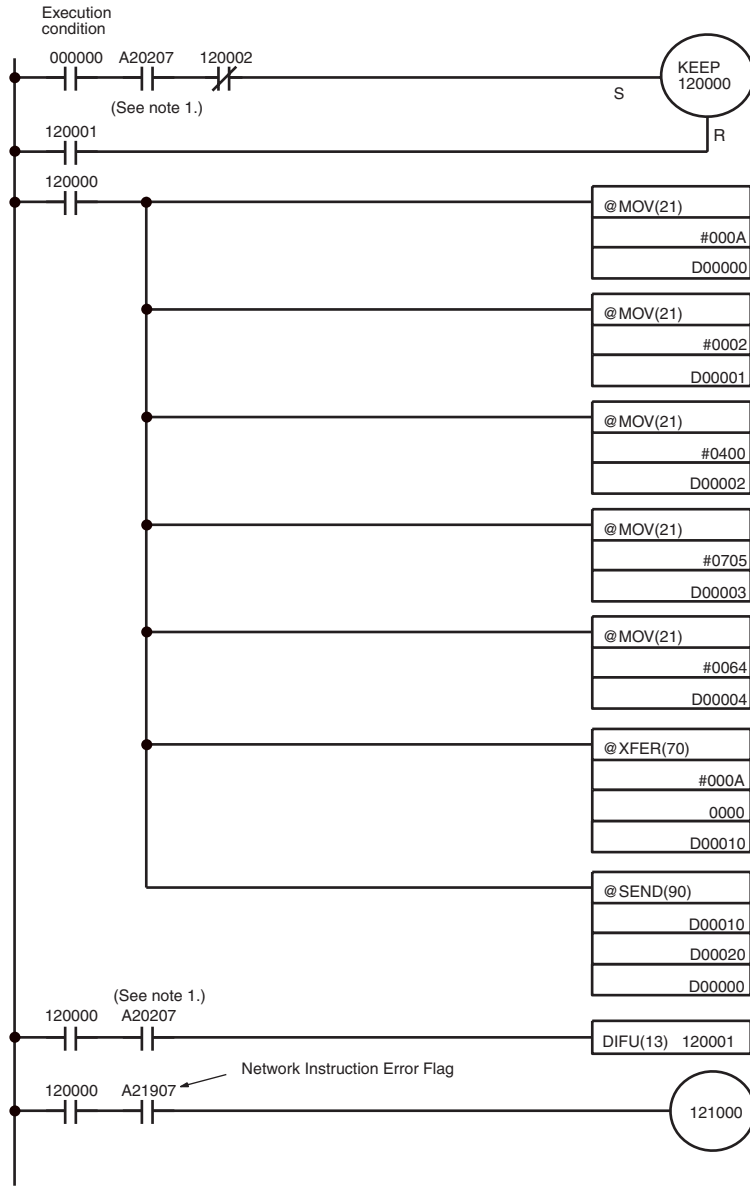 Execution
condition
000000 A20207 120002
KEEP
120000
(See note 1.)
S
R
120001
120000
@MOV(21)
#000A
D00000
@MOV(21)
#0002
D00001
@MOV(21)
#0400
D00002
@MOV(21)
#0705
D00003
@MOV(21)
#0064
D00004
@XFER(70)
#000A
0000
D00010
@SEND(90)
D00010
D00020
D00000
(See note 1.)
120000 A20207
DIFU(13) 120001
Network Instruction Error Flag
120000 A21907
121000